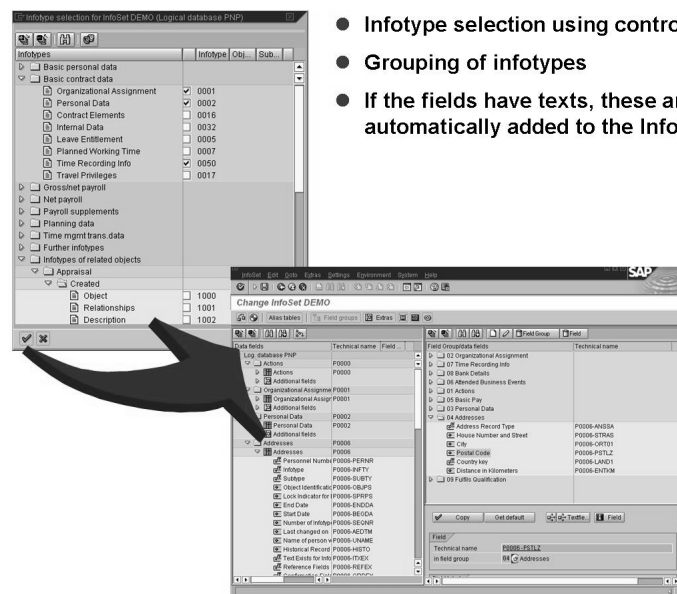 Infotype selection for InfoSet DEMO (Logical database PNP)
Infotypes Infotype Obj... Sub...
Basic personal data
Basic contract data
Organizational Assignment 0001
Personal Data 0002
Contract Elements 0016
Internal Data 0032
Leave Entitlement 0005
Planned Working Time 0007
Time Recording Info 0050
Travel Privileges 0017
Gross/net payroll
Net payroll
Payroll supplements
Planning data
Time mgmt trans.data
Further infotypes
Infotypes of related objects
Appraisal
Created
Object 1000
Relationships 1001
Description 1002
Infotype selection using contro
Grouping of infotypes
If the fields have texts, these a
automatically added to the Info
InfoSet Edit Goto Extras Settings Environment System Help
SAP
Change InfoSet DEMO
Alias tables Field groups Extras
Data fields Technical name Field ...
Log. database PNP
Actions P0000
Actions P0000
Additional fields
Organizational Assignme P0001
Organizational Assigr P0001
Additional fields
Personal Data P0002
Personal Data P0002
Additional fields
Addresses P0006
Addresses P0006
Personnel Numbe P0006-PERNR
Infotype P0006-INFTY
Subtype P0006-SUBTY
Object Identificatic P0006-OBJPS
Lock Indicator for I P0006-SPRPS
End Date P0006-ENDDA
Start Date P0006-BEGDA
Number of Infotyp P0006-SEQNR
Last changed on P0006-AEDTM
Name of person w P0006-UNAME
Historical Record P0006-HISTO
Text Exists for Info P0006-ITXEX
Reference Fields P0006-REFEX
Field Group Field
Field Group/data fields Technical name
02 Organizational Assignment
07 Time Recording Info
08 Bank Details
06 Attended Business Events
01 Actions
05 Basic Pay
03 Personal Data
04 Addresses
Address Record Type P0006-ANSSA
House Number and Street P0006-STRAS
City P0006-ORT01
Postal Code P0006-PSTLZ
Country key P0006-LAND1
Distance in Kilometers P0006-ENTKM
09 Fulfils Qualification
Copy Get default Textfie.. Field
Field
Technical name P0006-PSTLZ
in field group 04 Addresses